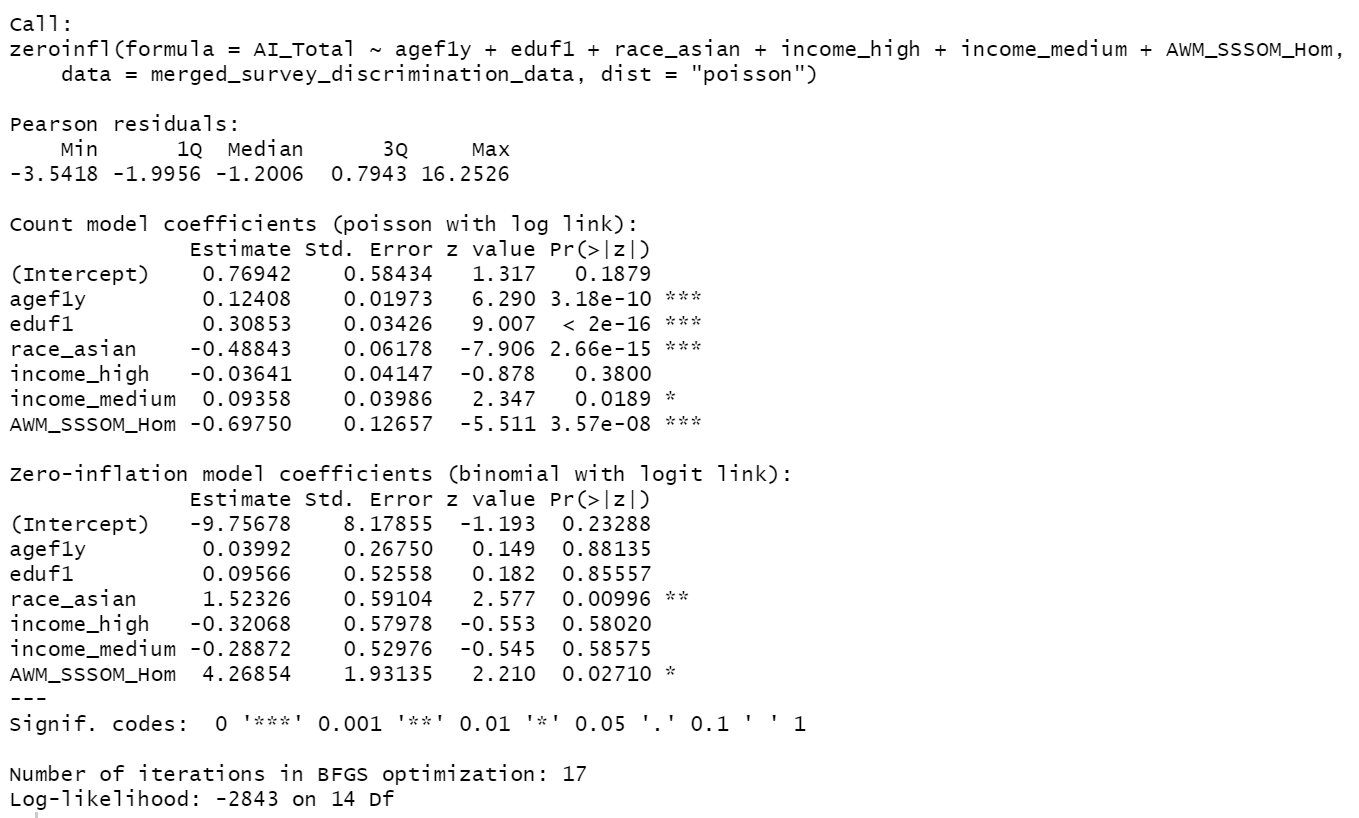 Call:
zeroinfl(formula = AI_Total ~ agef1y + eduf1 + race_asian + income_high + income_medium + AWM_SSSOM_Hom,
    data = merged_survey_discrimination_data, dist = "poisson")

Pearson residuals:
    Min      1Q  Median      3Q     Max
-3.5418 -1.9956 -1.2006  0.7943 16.2526

Count model coefficients (poisson with log link):
              Estimate Std. Error z value Pr(>|z|)
(Intercept)    0.76942    0.58434   1.317   0.1879
agef1y         0.12408    0.01973   6.290 3.18e-10 ***
eduf1          0.30853    0.03426   9.007  < 2e-16 ***
race_asian    -0.48843    0.06178  -7.906 2.66e-15 ***
income_high   -0.03641    0.04147  -0.878   0.3800
income_medium  0.09358    0.03986   2.347   0.0189 *
AWM_SSSOM_Hom -0.69750    0.12657  -5.511 3.57e-08 ***

Zero-inflation model coefficients (binomial with logit link):
              Estimate Std. Error z value Pr(>|z|)
(Intercept)   -9.75678    8.17855  -1.193  0.23288
agef1y         0.03992    0.26750   0.149  0.88135
eduf1          0.09566    0.52558   0.182  0.85557
race_asian     1.52326    0.59104   2.577  0.00996 **
income_high   -0.32068    0.57978  -0.553  0.58020
income_medium -0.28872    0.52976  -0.545  0.58575
AWM_SSSOM_Hom  4.26854    1.93135   2.210  0.02710 *
---
Signif. codes:  0 '***' 0.001 '**' 0.01 '*' 0.05 '.' 0.1 ' ' 1

Number of iterations in BFGS optimization: 17
Log-likelihood: -2843 on 14 Df